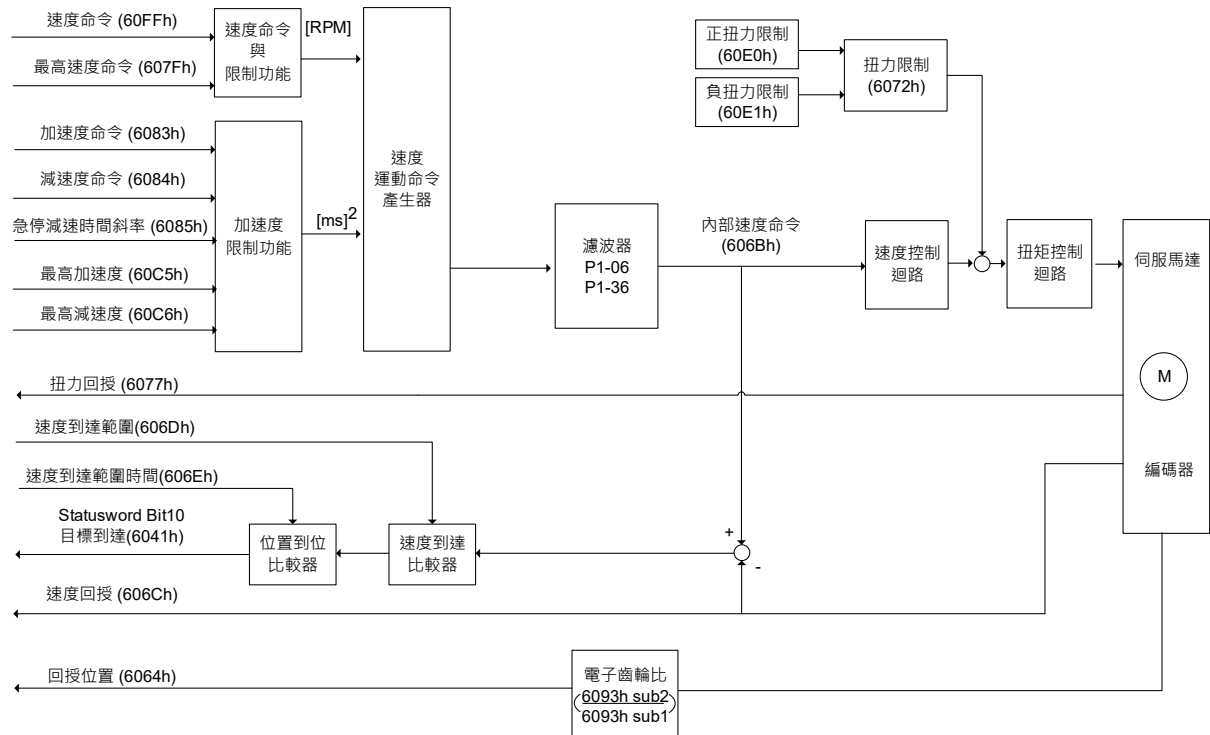 速度命令 (60FFh)
最高速度命令 (607Fh)
速度命令
與
限制功能
[RPM]
加速度命令 (6083h)
減速度命令 (6084h)
急停減速時間斜率 (6085h)
最高加速度 (60C5h)
最高減速度 (60C6h)
加速度
限制功能
[ms]2
速度
運動命令
產生器
濾波器
P1-06
P1-36
內部速度命令
(606Bh)
正扭力限制
(60E0h)
負扭力限制
(60E1h)
扭力限制
(6072h)
速度控制
迴路
扭矩控制
迴路
伺服馬達
M
編碼器
扭力回授 (6077h)
速度到達範圍(606Dh)
速度到達範圍時間(606Eh)
Statusword Bit10
目標到達(6041h)
位置到位
比較器
速度到達
比較器
+
-
速度回授 (606Ch)
回授位置 (6064h)
電子齒輪比
(6093h sub2
6093h sub1)